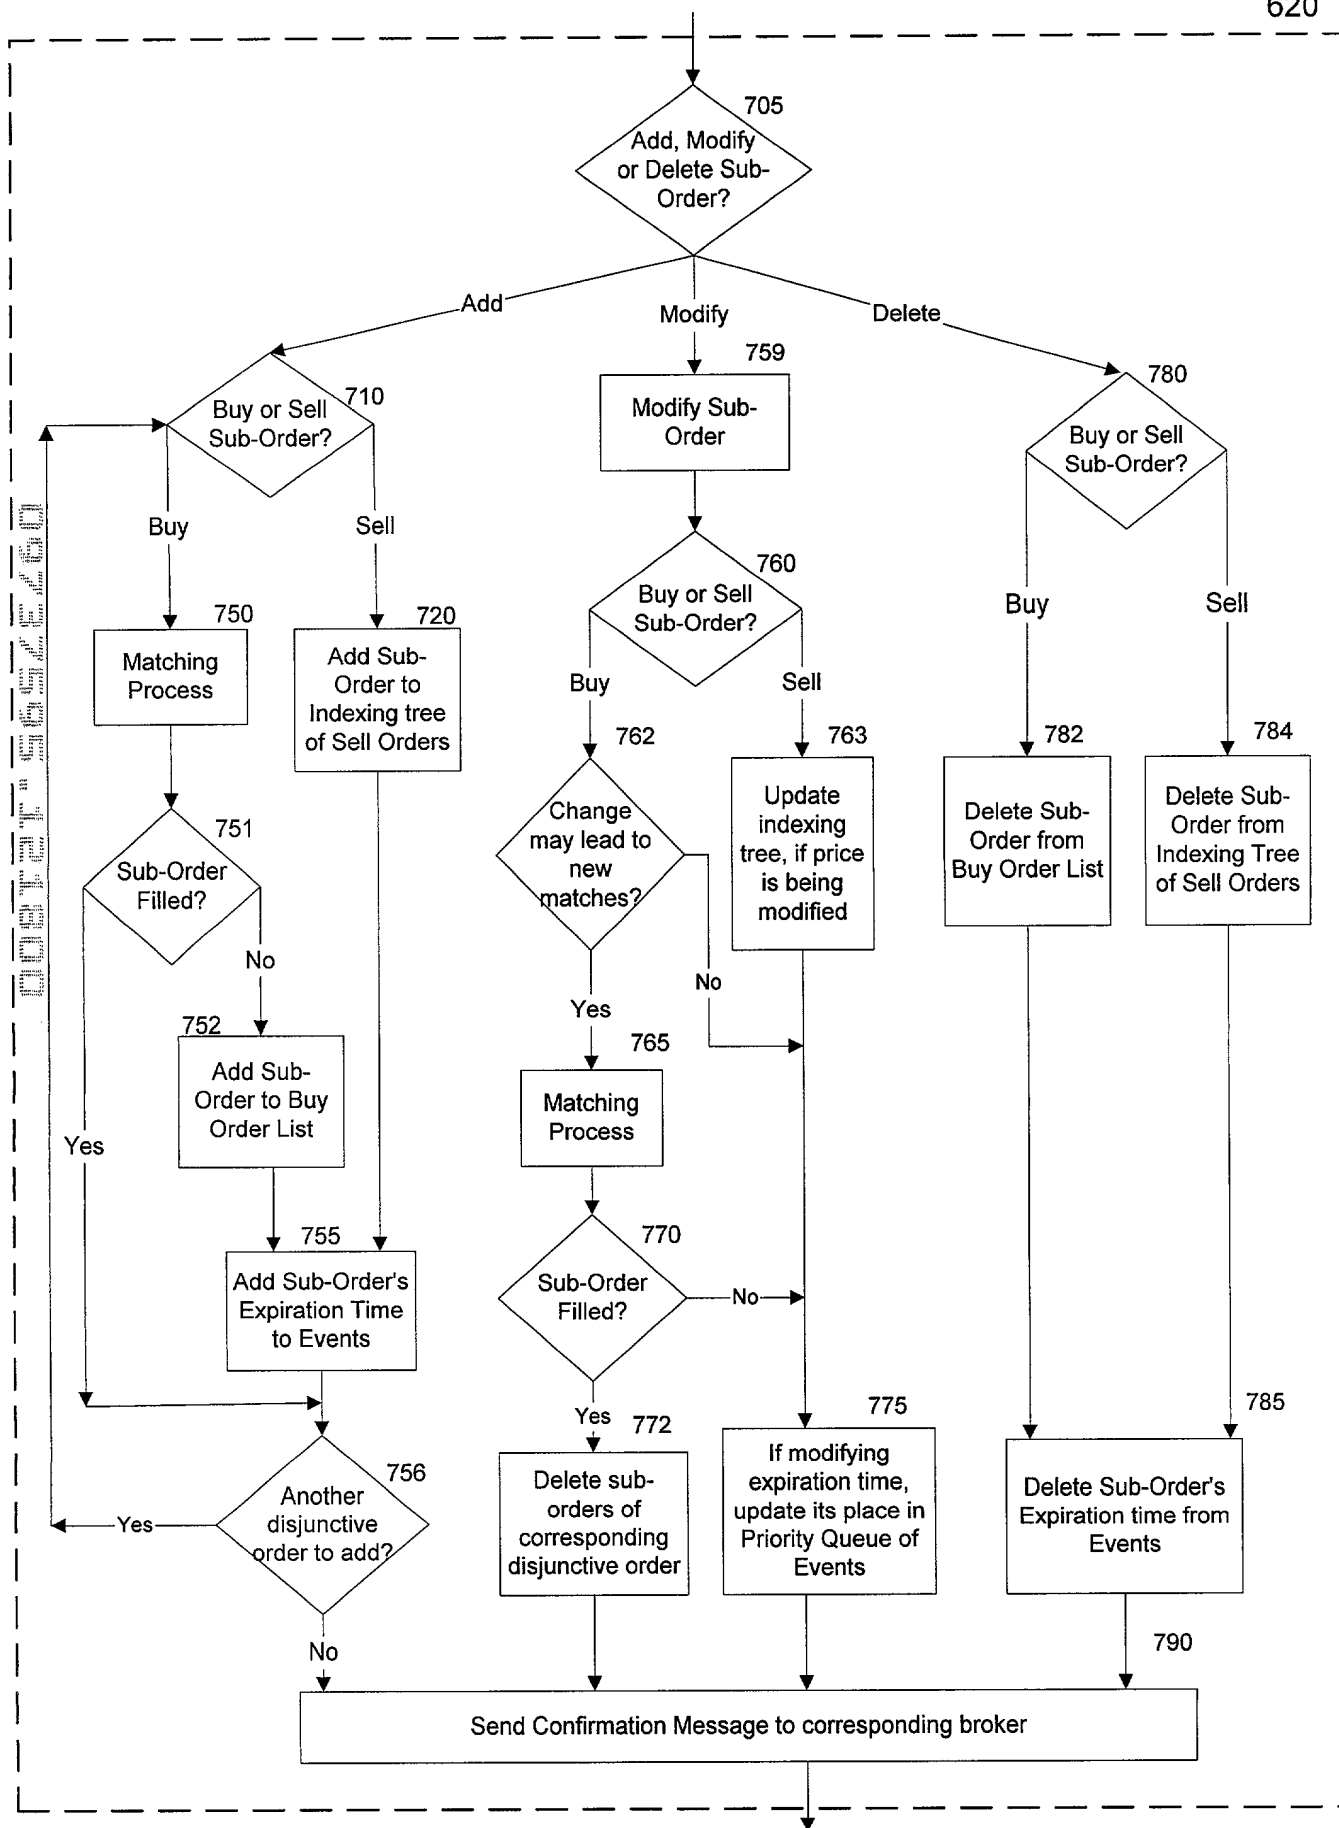 620
705
Add, Modify
or Delete Sub-
Order?
Add
Modify
Delete
710
Buy or Sell
Sub-Order?
759
Modify Sub-
Order
780
Buy or Sell
Sub-Order?
Buy
Sell
760
Buy or Sell
Sub-Order?
Buy
Sell
750
Matching
Process
720
Add Sub-
Order to
Indexing tree
of Sell Orders
Buy
Sell
762
Change
may lead to
new
matches?
763
Update
indexing
tree, if price
is being
modified
782
Delete Sub-
Order from
Buy Order List
784
Delete Sub-
Order from
Indexing Tree
of Sell Orders
751
Sub-Order
Filled?
No
Yes
No
Yes
752
Add Sub-
Order to Buy
Order List
765
Matching
Process
755
Add Sub-Order's
Expiration Time
to Events
770
Sub-Order
Filled?
No
Yes
772
Delete sub-
orders of
corresponding
disjunctive order
775
If modifying
expiration time,
update its place in
Priority Queue of
Events
785
Delete Sub-Order's
Expiration time from
Events
756
Another
disjunctive
order to add?
Yes
No
790
Send Confirmation Message to corresponding broker